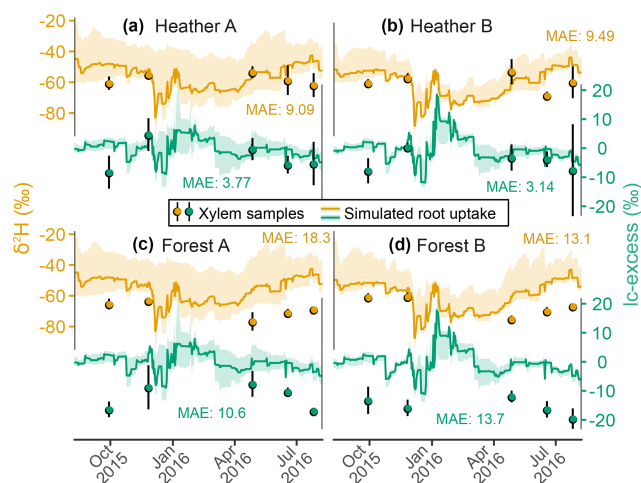 (a) Heather A
(b) Heather B
-20
-40
-60
-80
MAE: 9.49
MAE: 9.09
20
10
0
-10
-20
MAE: 3.77
MAE: 3.14
δ²H (‰)
lc-excess (‰)
Xylem samples
Simulated root uptake
(c) Forest A
MAE: 18.3
(d) Forest B
MAE: 13.1
-40
-60
-80
20
10
0
-10
-20
MAE: 10.6
MAE: 13.7
Oct
2015
Jan
2016
Apr
2016
Jul
2016
Oct
2015
Jan
2016
Apr
2016
Jul
2016